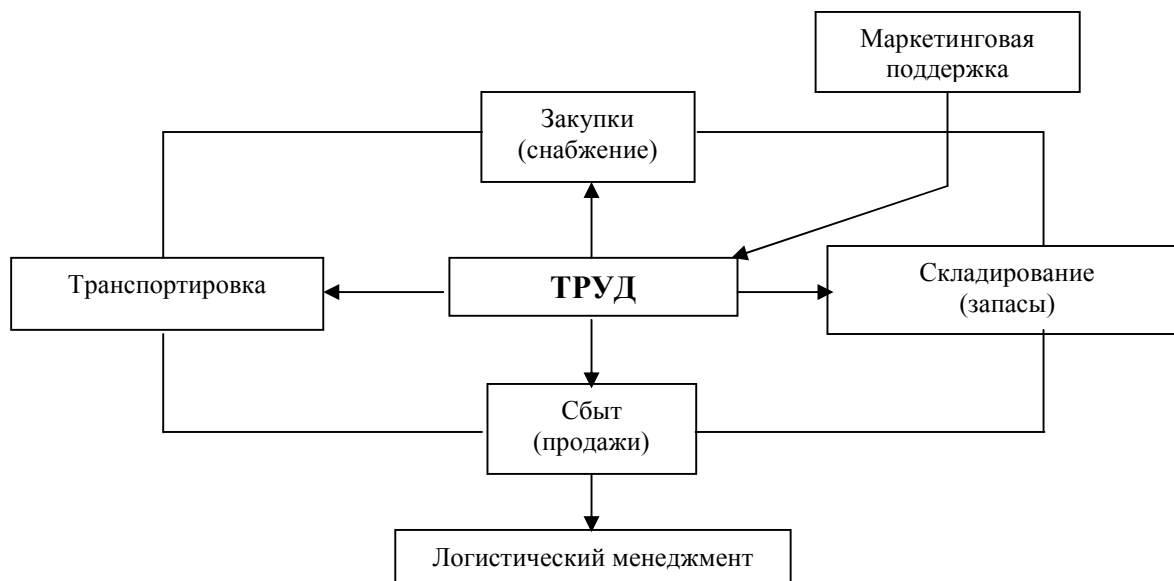 Маркетинговая
поддержка
Закупки
(снабжение)
Транспортировка
ТРУД
Складирование
(запасы)
Сбыт
(продажи)
Логистический менеджмент